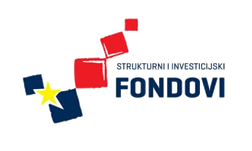 STRUKTURNI I INVESTICIJSKI
FONDOVI